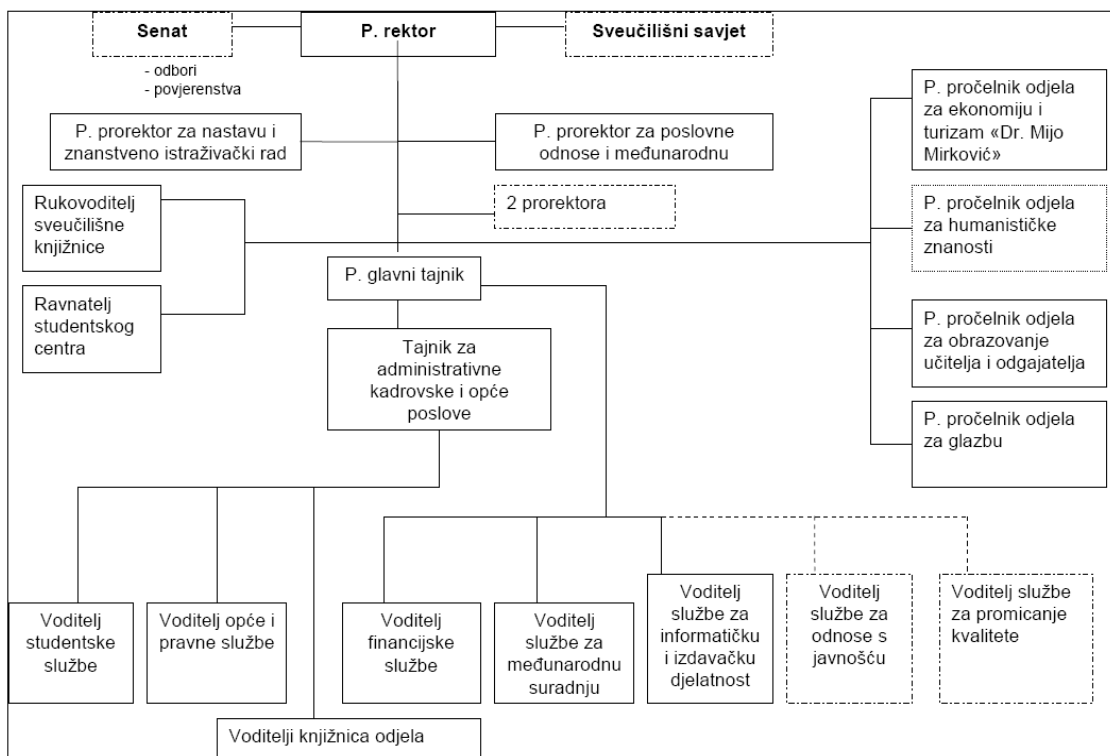 Senat
P. rektor
Sveučilišni savjet
- odbori
- povjerenstva
P. prorektor za nastavu i
znanstveno istraživački rad
P. prorektor za poslovne
odnose i međunarodnu
P. pročelnik odjela
za ekonomiju i
turizam «Dr. Mijo
Mirković»
Rukovoditelj
sveučilišne
knjižnice
2 prorektora
P. pročelnik odjela
za humanističke
znanosti
P. glavni tajnik
Ravnatelj
studentskog
centra
P. pročelnik odjela
za obrazovanje
učitelja i odgajatelja
Tajnik za
administrativne
kadrovske i opće
poslove
P. pročelnik odjela
za glazbu
Voditelj
studentske
službe
Voditelj opće i
pravne službe
Voditelj
financijske
službe
Voditelj
službe za
međunarodnu
suradnju
Voditelj
službe za
informatičku
i izdavačku
djelatnost
Voditelj
službe za
odnose s
javnošću
Voditelj službe
za promicanje
kvalitete
Voditelji knjižnica odjela